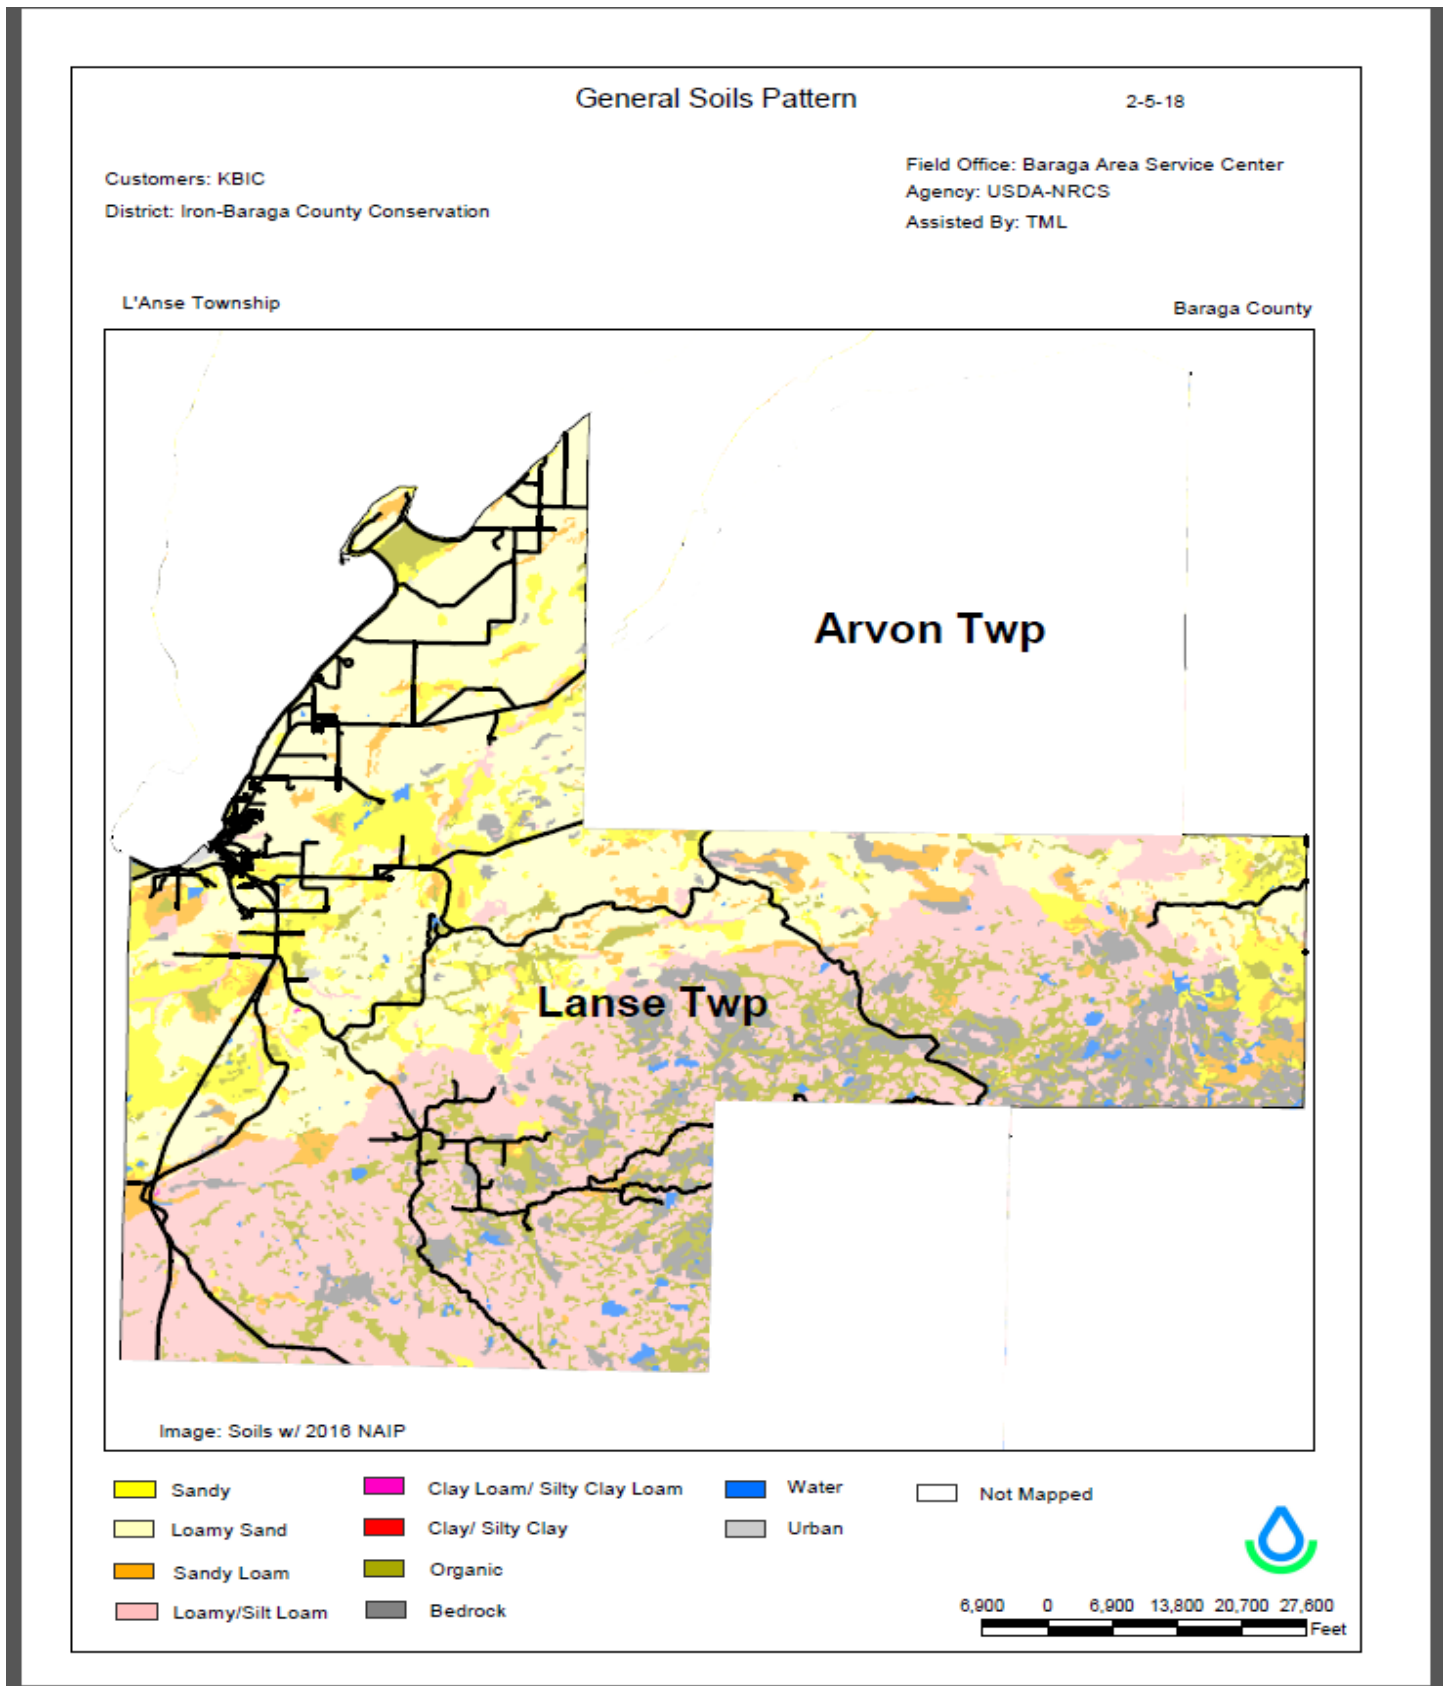 General Soils Pattern
2-5-18
Customers: KBIC
District: Iron-Baraga County Conservation
Field Office: Baraga Area Service Center
Agency: USDA-NRCS
Assisted By: TML
L'Anse Township
Baraga County
Arvon Twp
Lanse Twp
Image: Soils w/ 2016 NAIP
Sandy
Loamy Sand
Sandy Loam
Loamy/Silt Loam
Clay Loam/ Silty Clay Loam
Clay/ Silty Clay
Organic
Bedrock
Water
Urban
Not Mapped
6,900 0 6,900 13,800 20,700 27,600
Feet